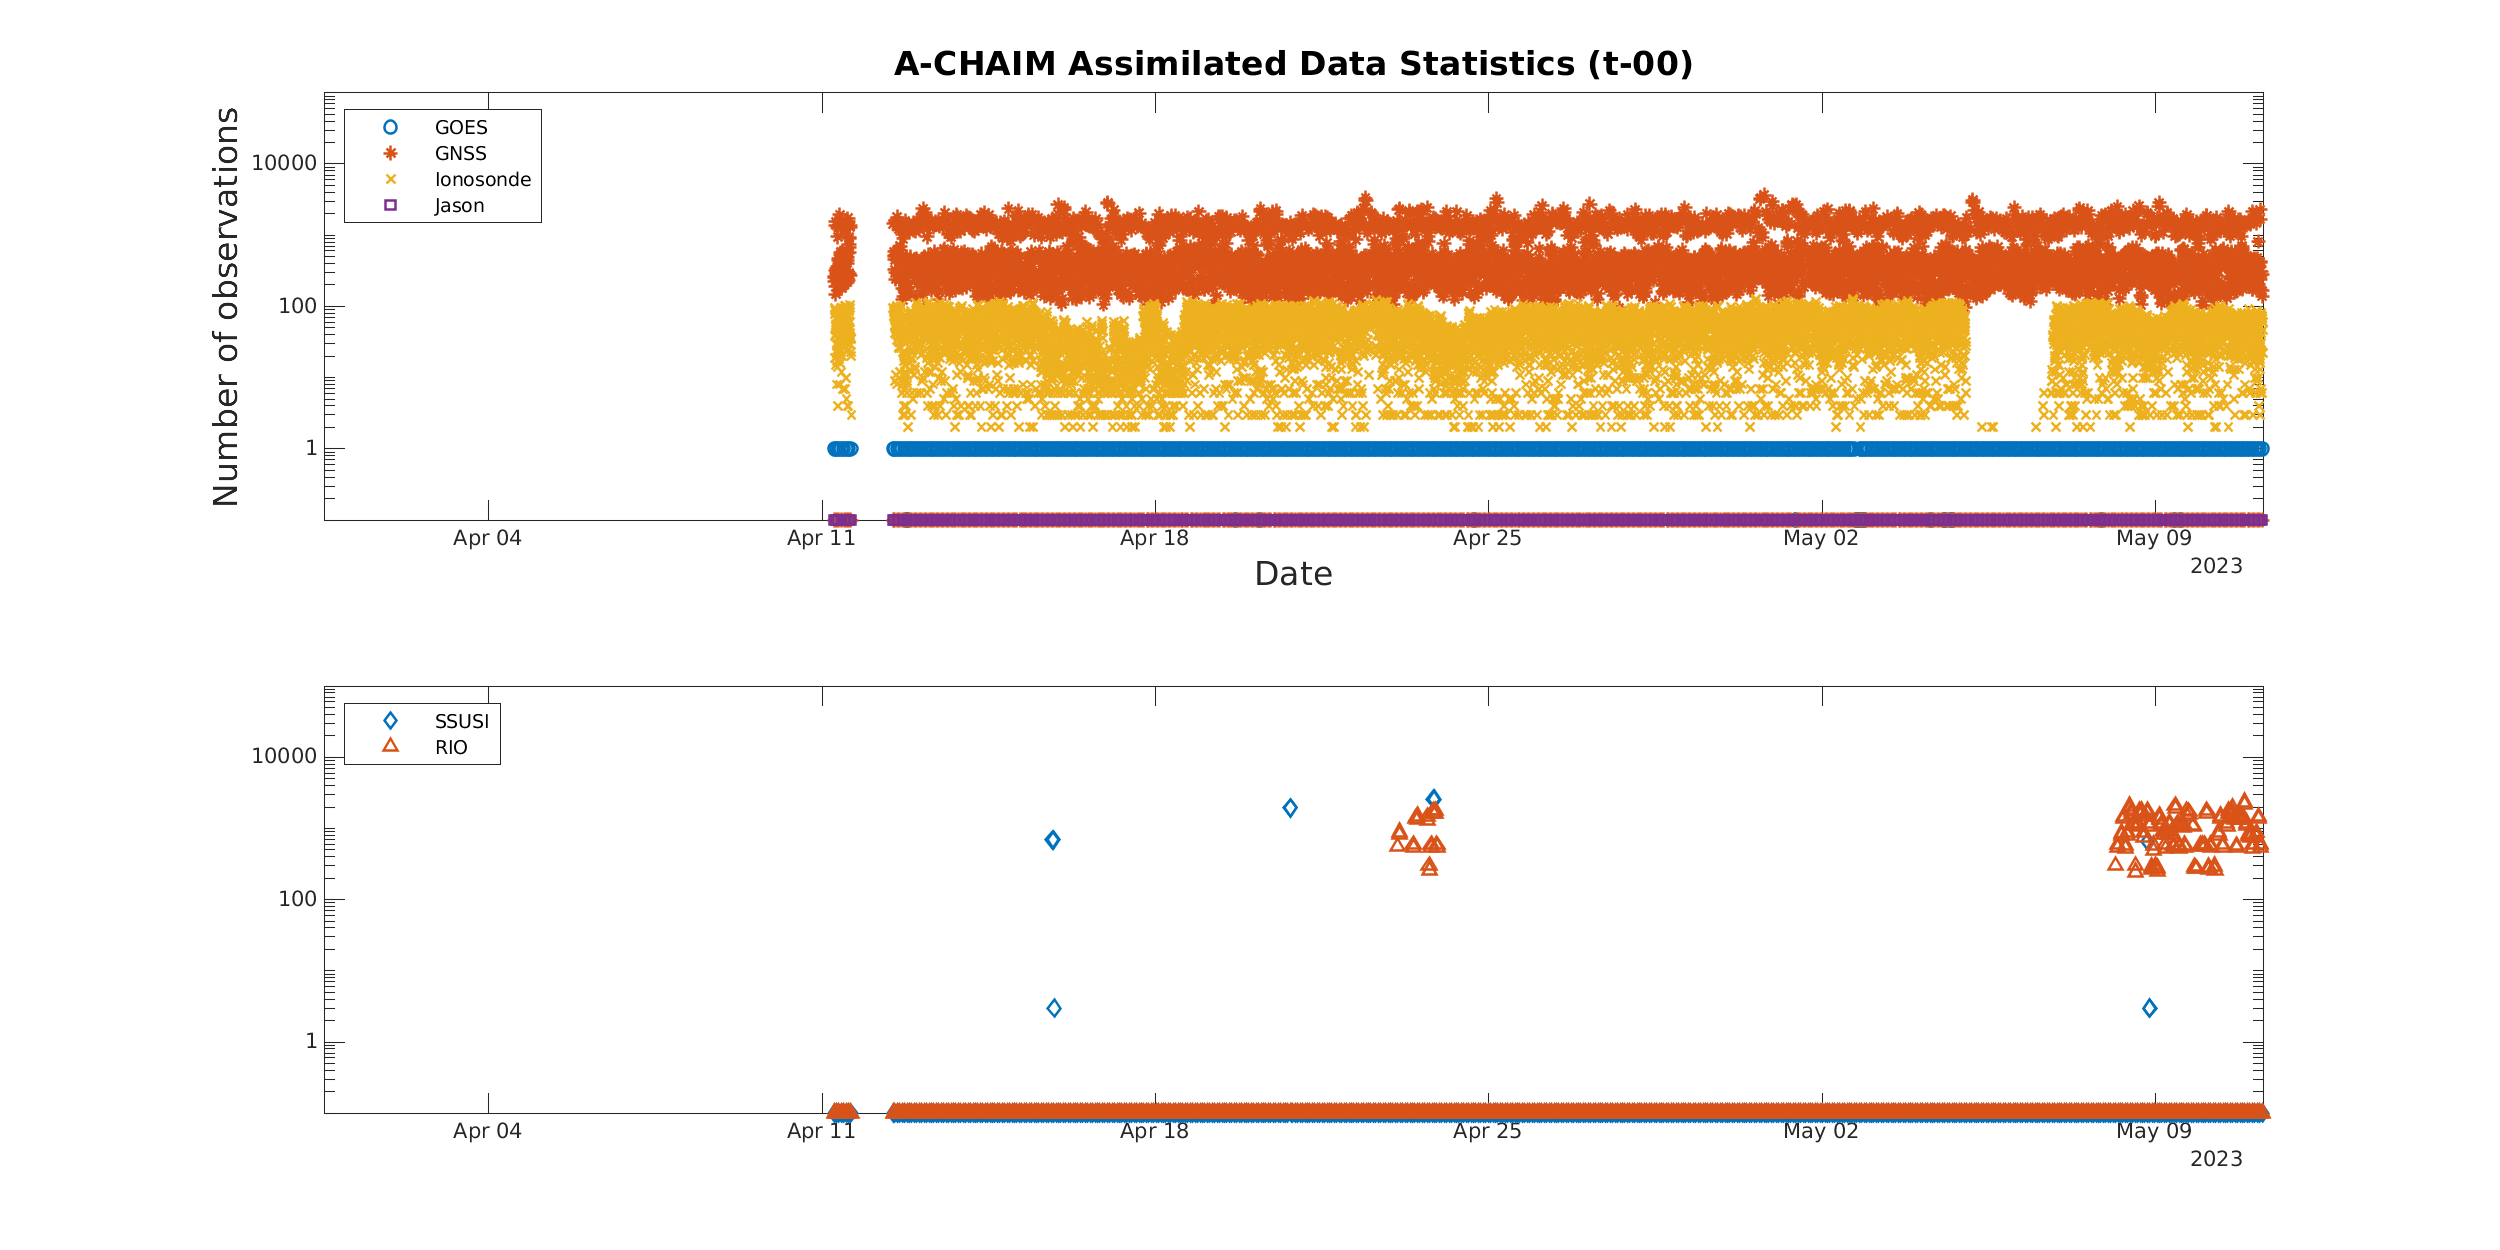 A-CHAIM Assimilated Data Statistics (t-00)
Number of observations
10000
100
1
GOES
GNSS
Ionosonde
Jason
Apr 04
Apr 11
Apr 18
Apr 25
May 02
May 09
2023
Date
10000
100
1
SSUSI
RIO
Apr 04
Apr 11
Apr 18
Apr 25
May 02
May 09
2023